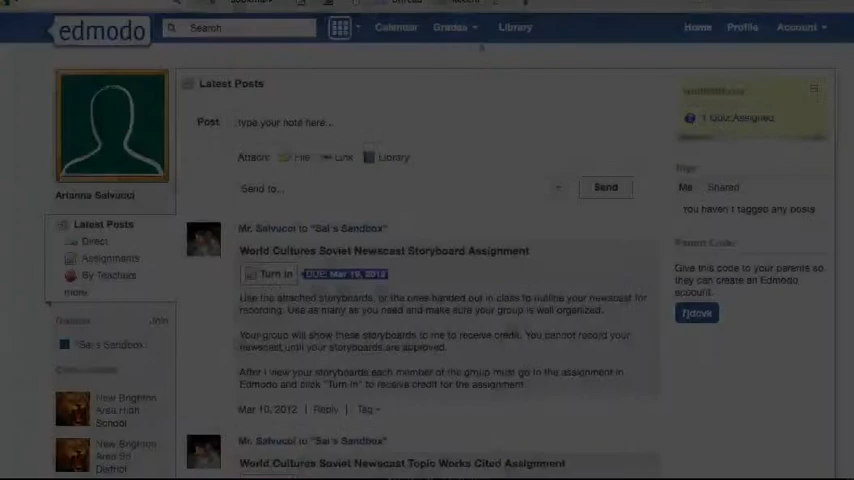 edmodo
Search
Calendar
Grades
Library
Home
Profile
Account
Latest Posts
Post
type your note here...
Attach:
File
Link
Library
Send to...
Send
1 Quiz Assigned
Tags
Me
Shared
You haven't tagged any posts
Parent Code:
Give this code to your parents so
they can create an Edmodo
account.
Arianna Salvucci
Latest Posts
Direct
Assignments
By Teachers
more
Join
"Sal's Sandbox"
New Brighton
Area High
School
New Brighton
Area
District
Mr. Salvucci to "Sal's Sandbox"
World Cultures Soviet Newscast Storyboard Assignment
Turn in
DUE: Mar 19, 2012
Use the attached storyboards, or the ones handed out in class to outline your newscast for
recording. Use as many as you need and make sure your group is well organized.
Your group will show these storyboards to me to receive credit. You cannot record your
newscast until your storyboards are approved.
After I view your storyboards each member of the group must go to the assignment in
Edmodo and click "Turn In" to receive credit for the assignment.
Mar 10, 2012 | Reply | Tag
Mr. Salvucci to "Sal's Sandbox"
World Cultures Soviet Newscast Topic Works Cited Assignment